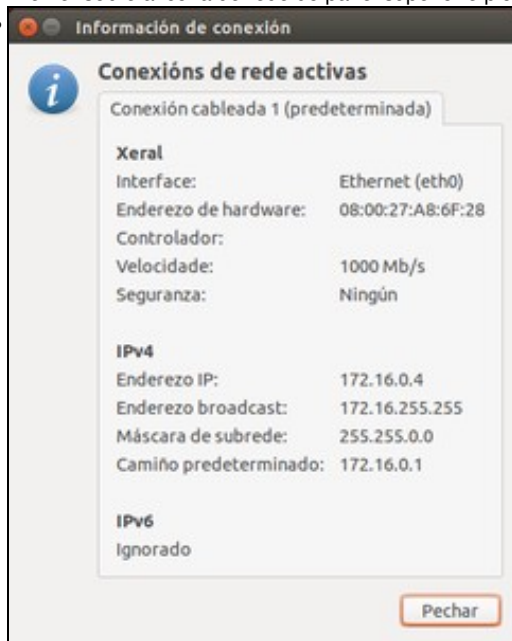 Información de conexión
Conexións de rede activas
Conexión cableada 1 (predeterminada)
Xeral
Interface: Ethernet (eth0)
Enderezo de hardware: 08:00:27:A8:6F:28
Controlador:
Velocidade: 1000 Mb/s
Seguranza: Ningún
IPv4
Enderezo IP: 172.16.0.4
Enderezo broadcast: 172.16.255.255
Máscara de subrede: 255.255.0.0
Camiño predeterminado: 172.16.0.1
IPv6
Ignorado
Pechar